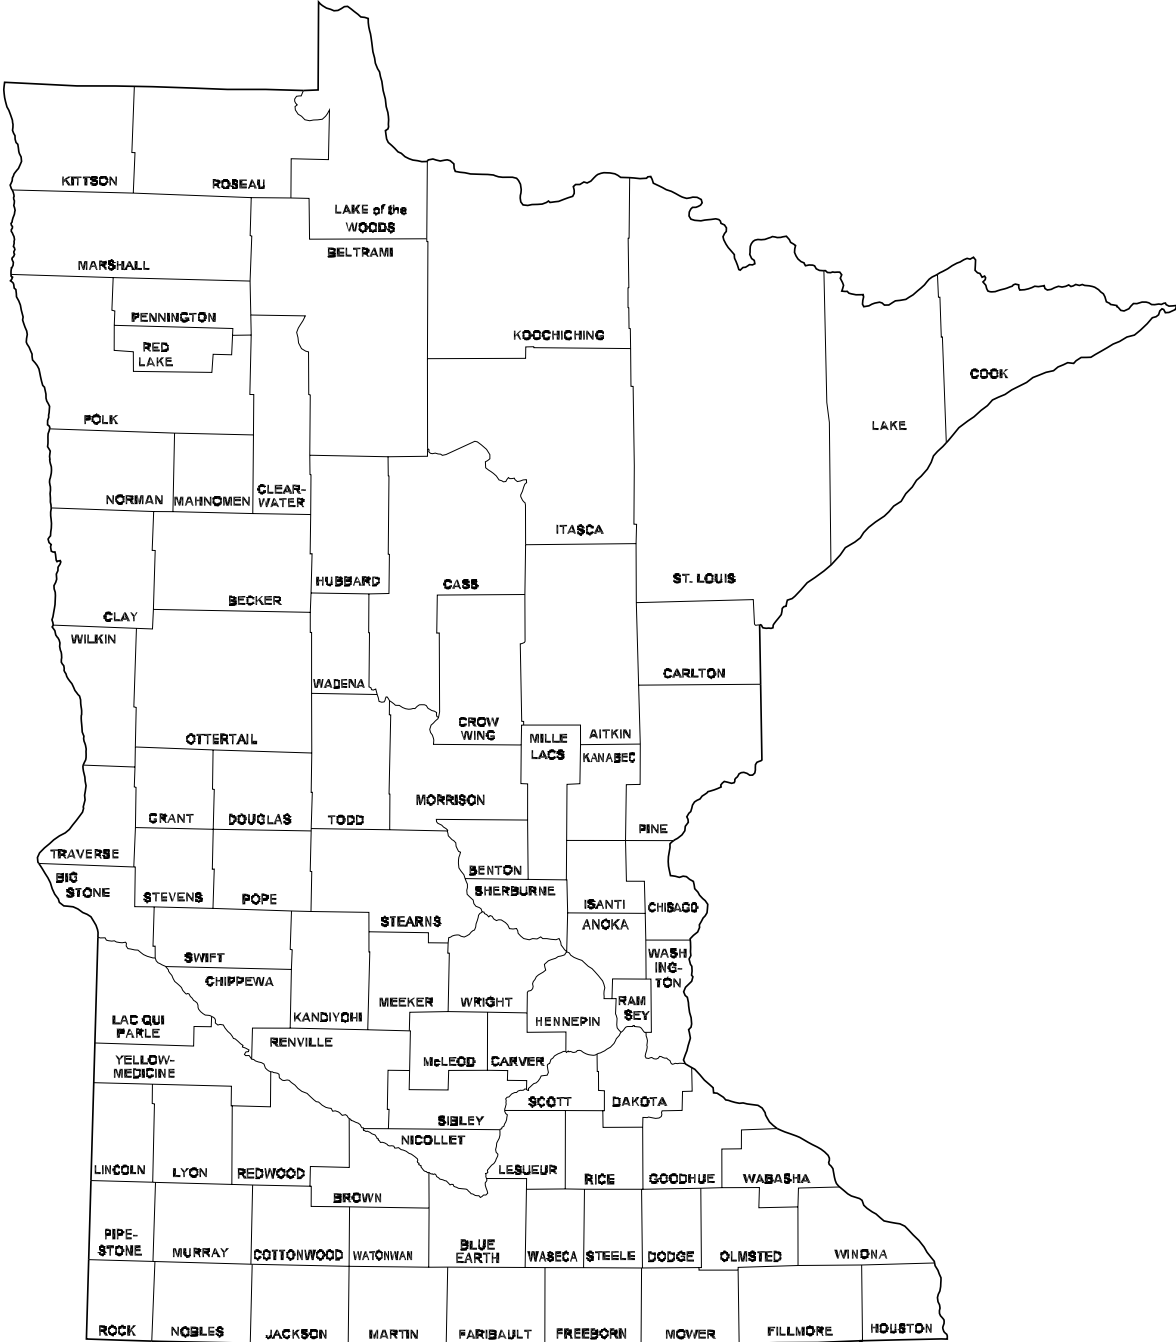 KITTSON
ROSEAU
LAKE of the
WOODS
BELTRAMI
MARSHALL
PENNINGTON
RED
LAKE
KOOCHICHING
COOK
LAKE
POLK
NORMAN
MAHNOMEN
CLEAR-
WATER
ITASCA
ST. LOUIS
HUBBARD
CASS
BECKER
CLAY
WILKIN
WADENA
CARLTON
CROW
WING
OTTERTAIL
MILLE
LACS
AITKIN
KANABEC
MORRISON
GRANT
DOUGLAS
TODD
PINE
TRAVERSE
BIG
STONE
BENTON
SHERBURNE
STEVENS
POPE
STEARNS
ISANTI
CHISAGO
ANOKA
SWIFT
CHIPPEWA
WASH
ING-
TON
MEEKER
WRIGHT
RAM
SEY
LAC QUI
PARLE
KANDIYOHI
HENNEPIN
RENVILLE
YELLOW-
MEDICINE
McLEOD
CARVER
SCOTT
DAKOTA
SIBLEY
NICOLLET
LINCOLN
LYON
REDWOOD
LESUEUR
RICE
GOODHUE
WABASHA
BROWN
PIPE-
STONE
MURRAY
COTTONWOOD
WATONWAN
BLUE
EARTH
WASECA
STEELE
DODGE
OLMSTED
WINONA
ROCK
NOBLES
JACKSON
MARTIN
FARIBAULT
FREEBORN
MOWER
FILLMORE
HOUSTON